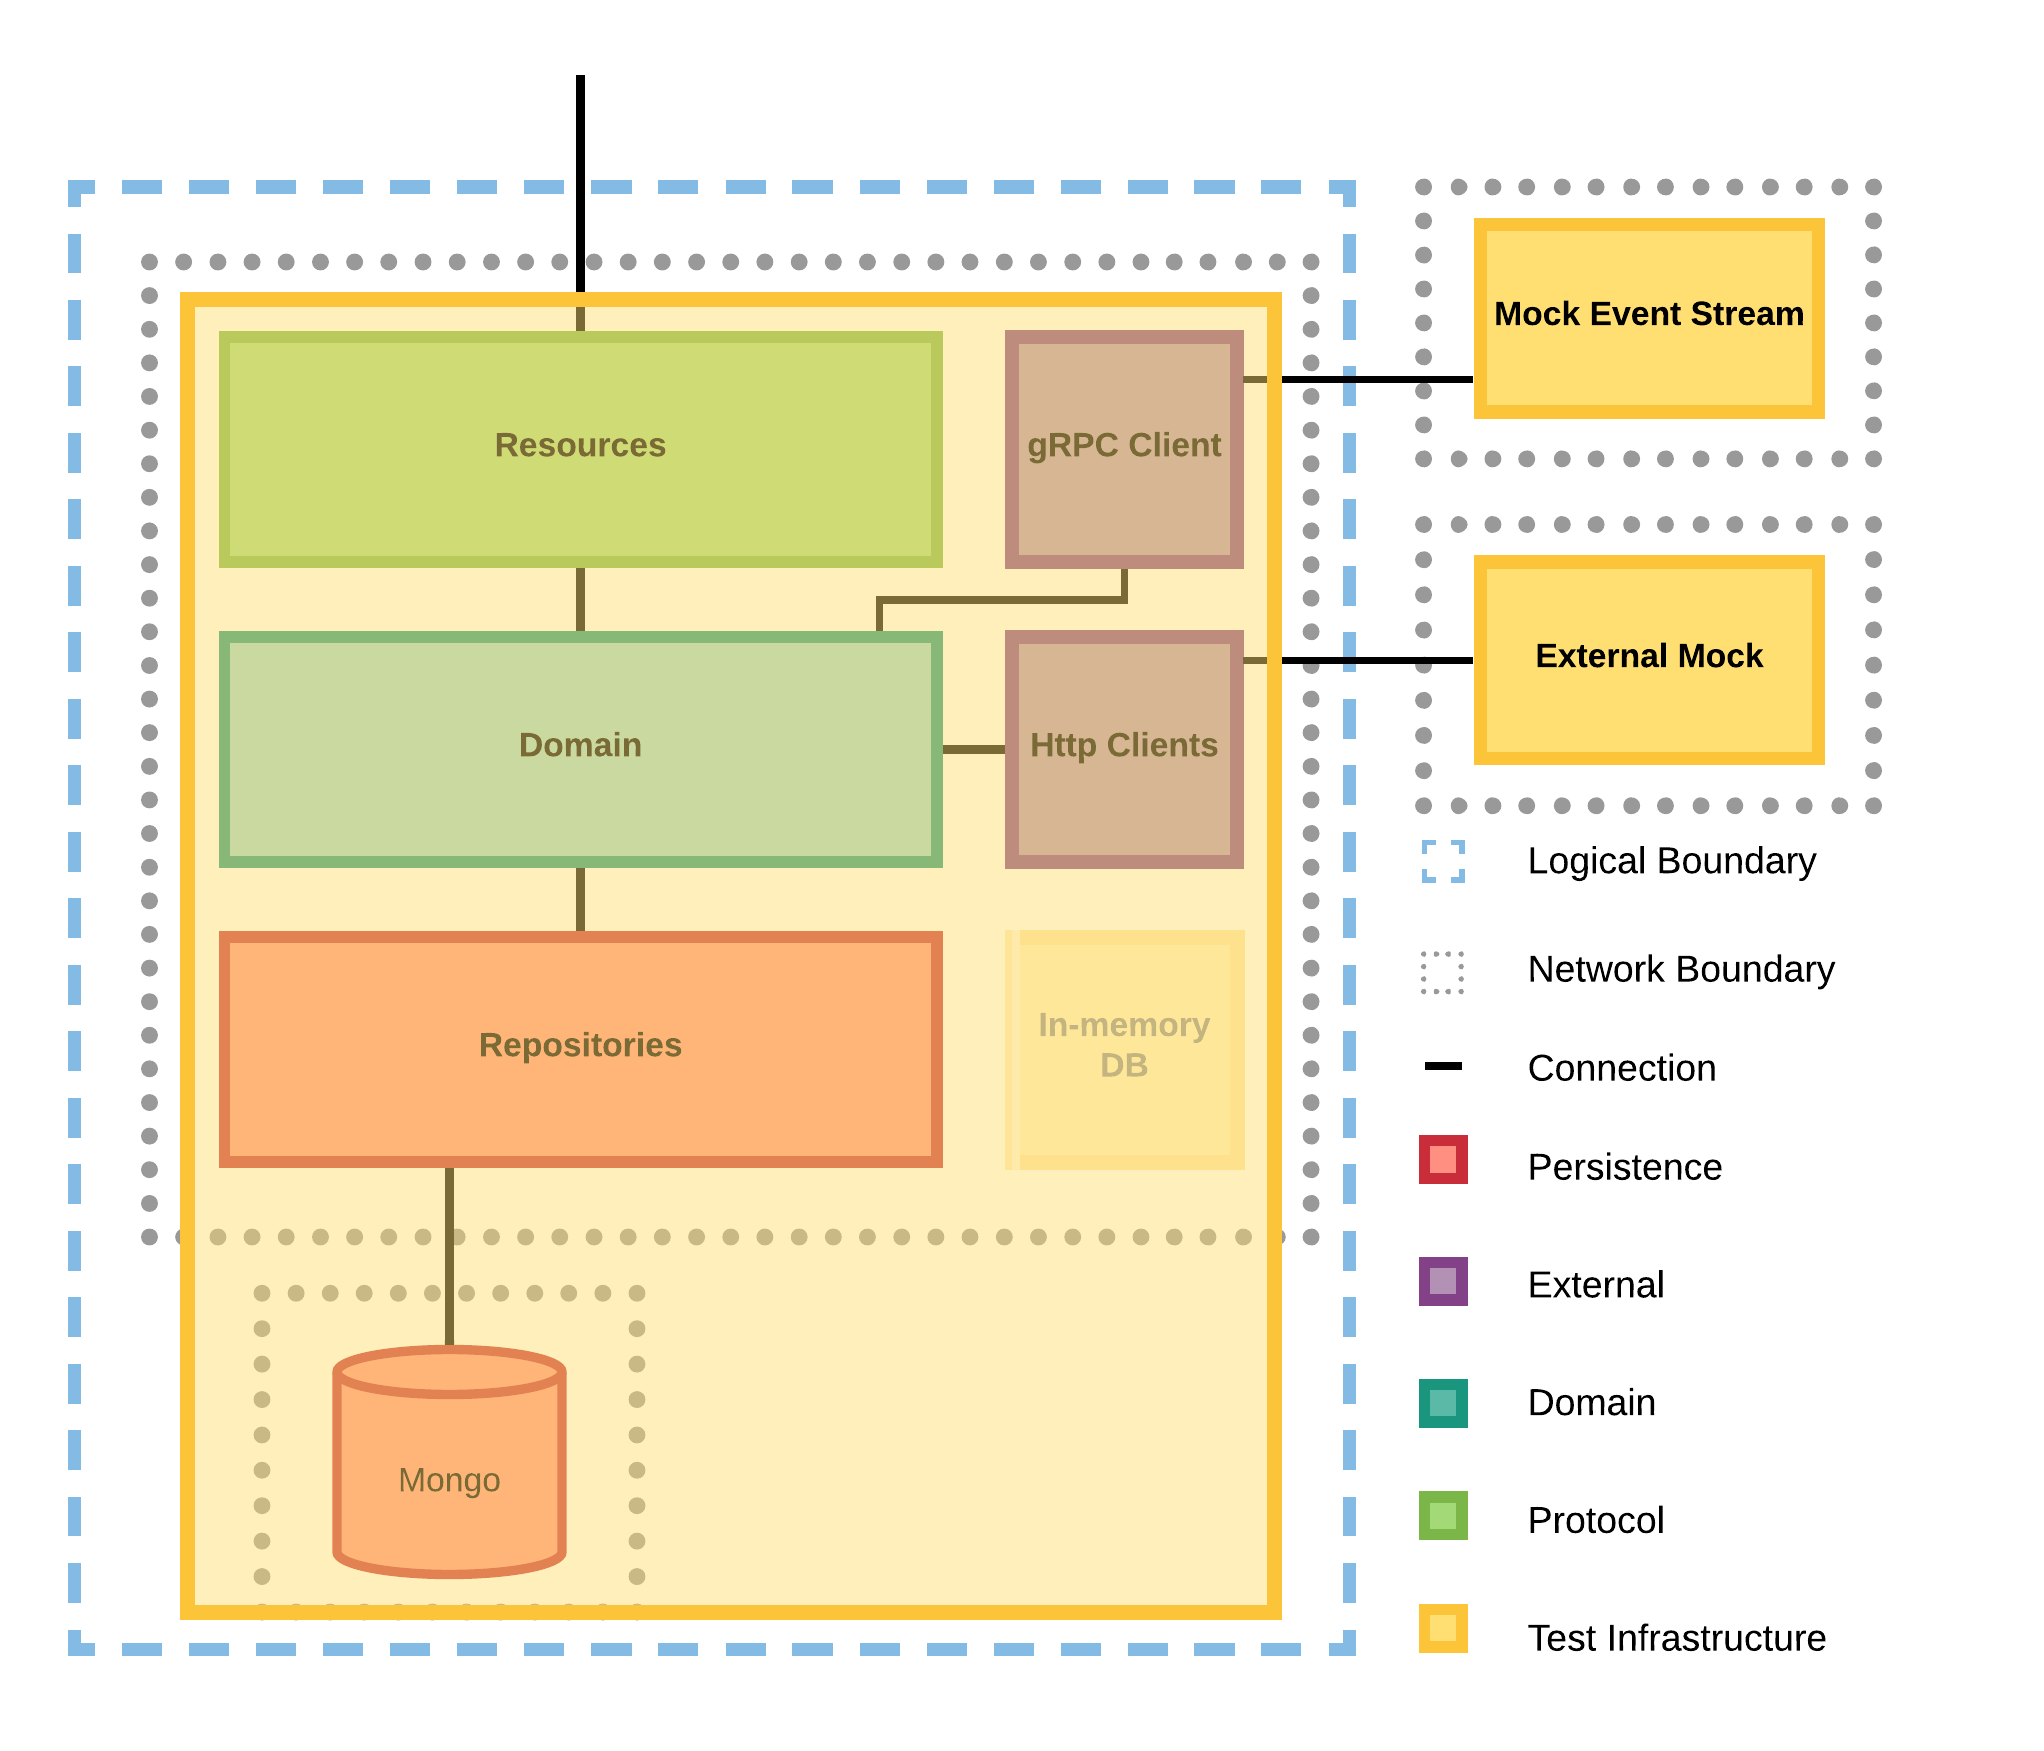 Mock Event Stream
Resources
gRPC Client
External Mock
Domain
Http Clients
Repositories
In-memory
DB
Mongo
Logical Boundary
Network Boundary
Connection
Persistence
External
Domain
Protocol
Test Infrastructure